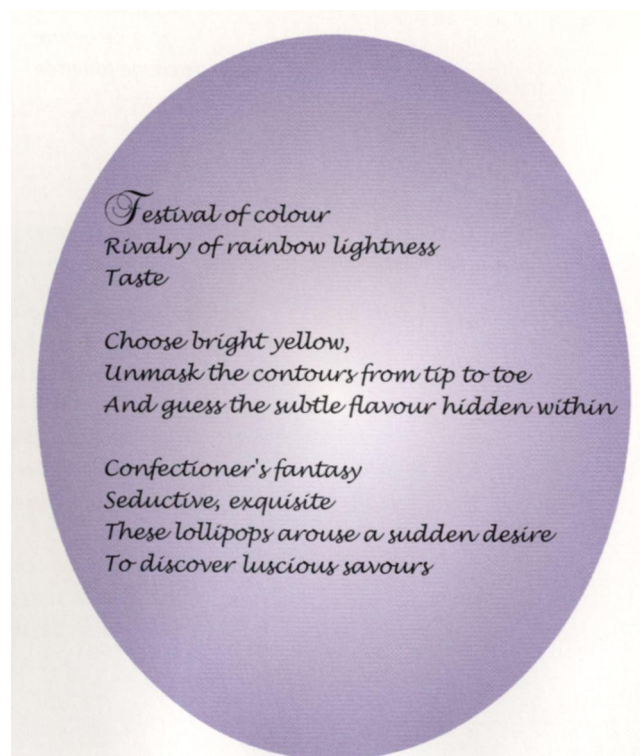 Festival of colour
Rivalry of rainbow lightness
Taste
Choose bright yellow,
Unmask the contours from tip to toe
And guess the subtle flavour hidden within
Confectioner's fantasy
Seductive, exquisite
These lollipops arouse a sudden desire
To discover luscious savours